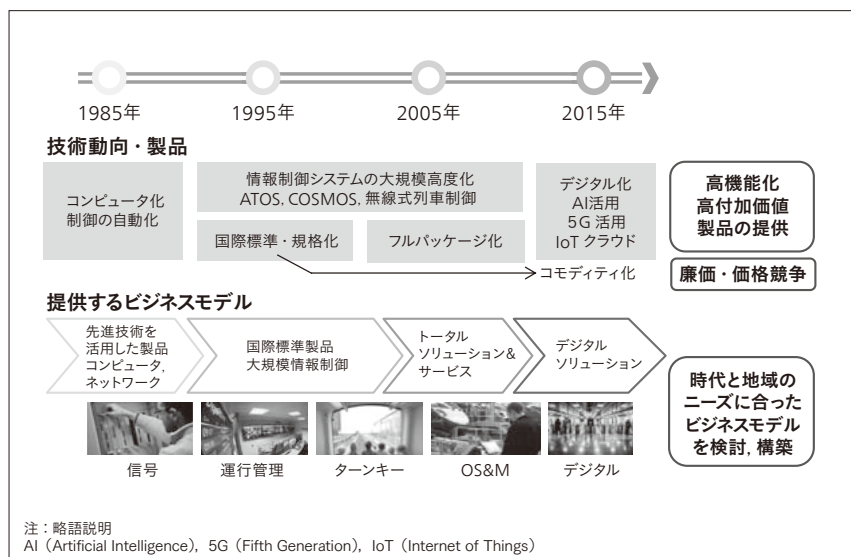 1985年
1995年
2005年
2015年
技術動向・製品
コンピュータ化
制御の自動化
情報制御システムの大規模高度化
ATOS, COSMOS, 無線式列車制御
国際標準・規格化
フルパッケージ化
デジタル化
AI活用
5G 活用
IoT クラウド
コモディティ化
高機能化
高付加価値
製品の提供
廉価・価格競争
提供するビジネスモデル
先進技術を
活用した製品
コンピュータ,
ネットワーク
国際標準製品
大規模情報制御
トータル
ソリューション&
サービス
デジタル
ソリューション
時代と地域の
ニーズに合った
ビジネスモデル
を検討, 構築
信号
運行管理
ターンキー
OS&M
デジタル
注：略語説明
AI（Artificial Intelligence）, 5G（Fifth Generation）, IoT（Internet of Things）